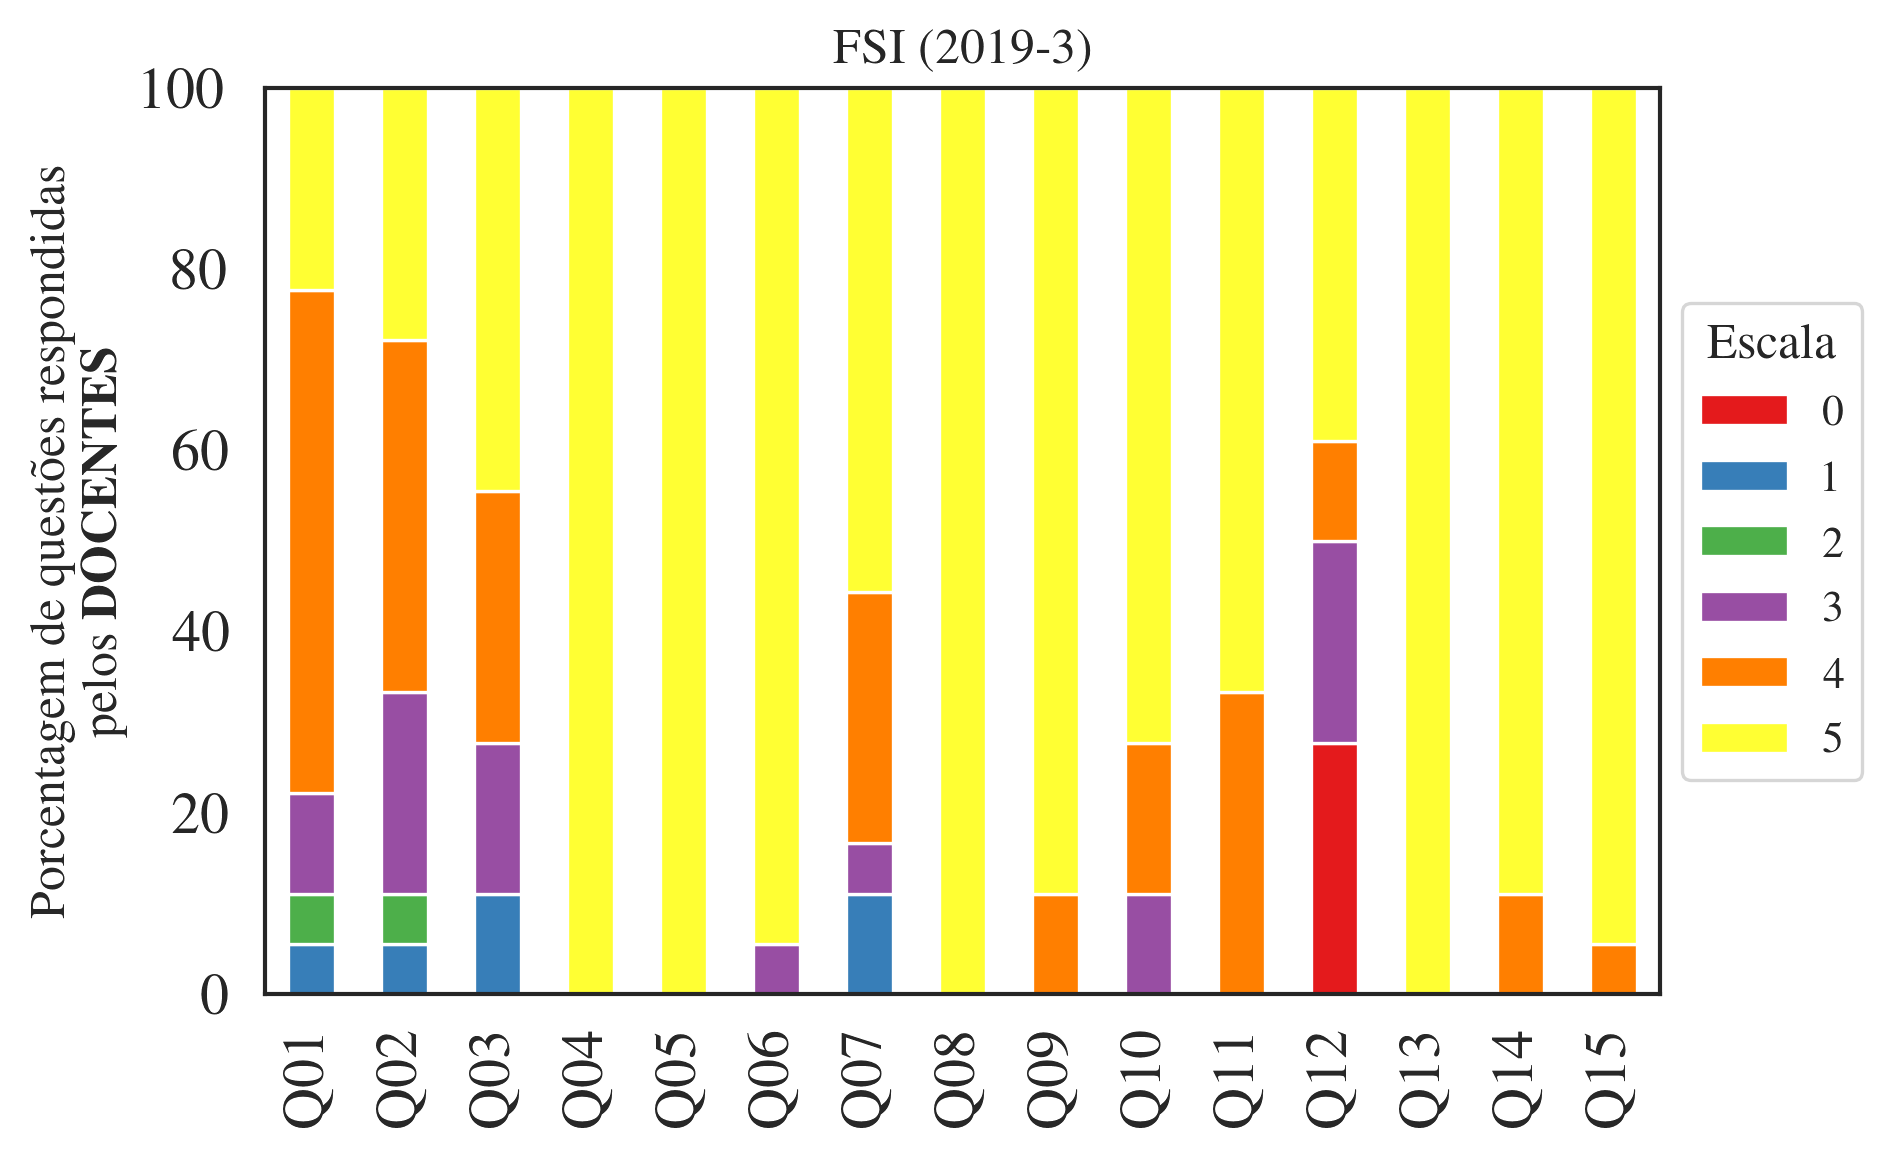 FSI (2019-3)
Porcentagem de questões respondidas
pelos DOCENTES
100
80
60
40
20
0
Q01
Q02
Q03
Q04
Q05
Q06
Q07
Q08
Q09
Q10
Q11
Q12
Q13
Q14
Q15
Escala
0
1
2
3
4
5